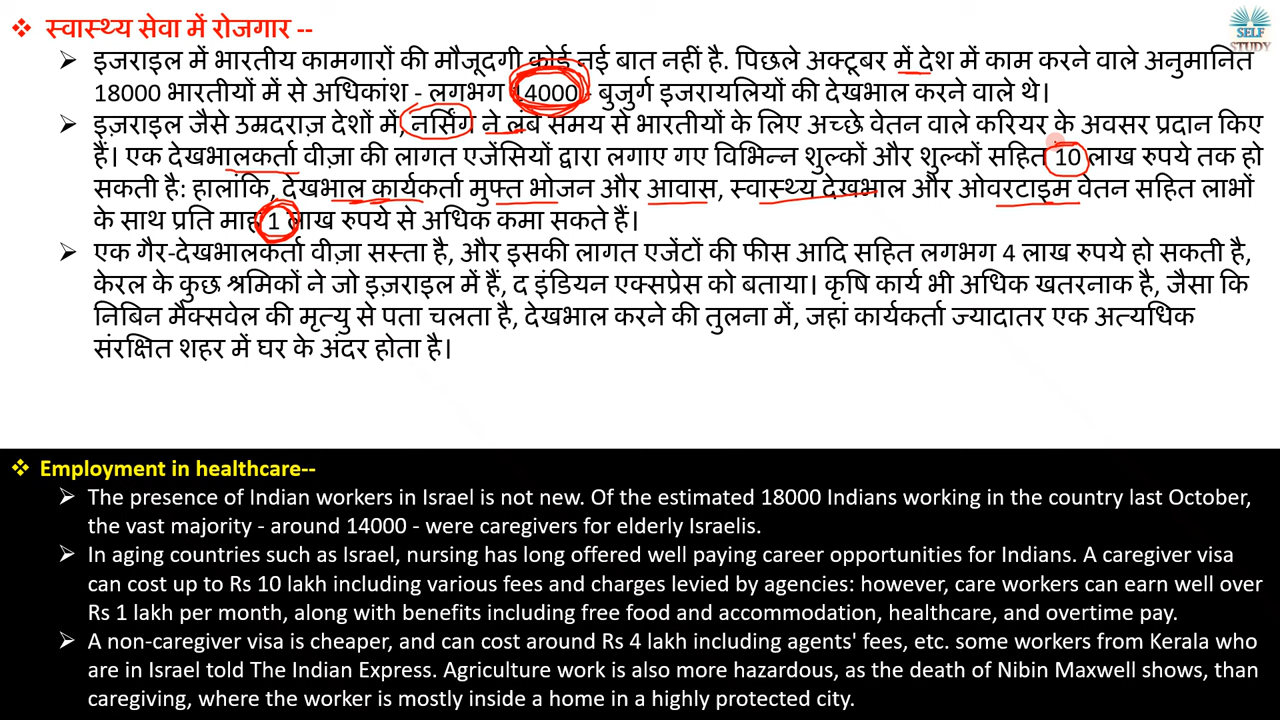 ❖ स्वास्थ्य सेवा में रोजगार --
SELF
STUDY
➢ इजराइल में भारतीय कामगारों की मौजूदगी कोई नई बात नहीं है. पिछले अक्टूबर में देश में काम करने वाले अनुमानित
18000 भारतीयों में से अधिकांश - लगभग 14000 - बुजुर्ग इजरायलियों की देखभाल करने वाले थे।
➢ इज़राइल जैसे उम्रदराज़ देशों में, नर्सिंग ने लंबे समय से भारतीयों के लिए अच्छे वेतन वाले करियर के अवसर प्रदान किए
हैं। एक देखभालकर्ता वीज़ा की लागत एजेंसियों द्वारा लगाए गए विभिन्न शुल्कों और शुल्कों सहित 10 लाख रुपये तक हो
सकती है: हालांकि, देखभाल कार्यकर्ता मुफ्त भोजन और आवास, स्वास्थ्य देखभाल और ओवरटाइम वेतन सहित लाभों
के साथ प्रति माह 1 लाख रुपये से अधिक कमा सकते हैं।
➢ एक गैर-देखभालकर्ता वीज़ा सस्ता है, और इसकी लागत एजेंटों की फीस आदि सहित लगभग 4 लाख रुपये हो सकती है,
केरल के कुछ श्रमिकों ने जो इज़राइल में हैं, द इंडियन एक्सप्रेस को बताया। कृषि कार्य भी अधिक खतरनाक है, जैसा कि
निबिन मैक्सवेल की मृत्यु से पता चलता है, देखभाल करने की तुलना में, जहां कार्यकर्ता ज्यादातर एक अत्यधिक
संरक्षित शहर में घर के अंदर होता है।
❖ Employment in healthcare--
➢ The presence of Indian workers in Israel is not new. Of the estimated 18000 Indians working in the country last October,
the vast majority - around 14000 - were caregivers for elderly Israelis.
➢ In aging countries such as Israel, nursing has long offered well paying career opportunities for Indians. A caregiver visa
can cost up to Rs 10 lakh including various fees and charges levied by agencies: however, care workers can earn well over
Rs 1 lakh per month, along with benefits including free food and accommodation, healthcare, and overtime pay.
➢ A non-caregiver visa is cheaper, and can cost around Rs 4 lakh including agents' fees, etc. some workers from Kerala who
are in Israel told The Indian Express. Agriculture work is also more hazardous, as the death of Nibin Maxwell shows, than
caregiving, where the worker is mostly inside a home in a highly protected city.